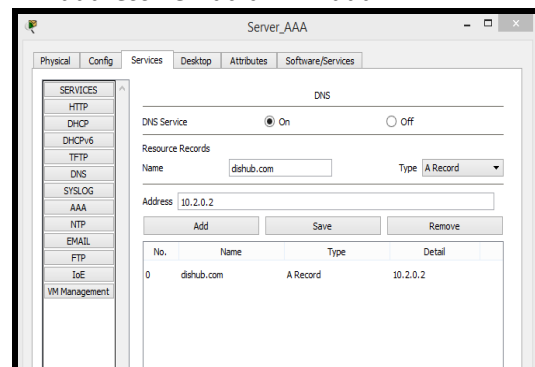 Server_AAA
Physical Config Services Desktop Attributes Software/Services
SERVICES
HTTP
DHCP
DHCPv6
TFTP
DNS
SYSLOG
AAA
NTP
EMAIL
FTP
IoE
VM Management
DNS
DNS Service On Off
Resource Records
Name dishub.com Type A Record
Address 10.2.0.2
Add Save Remove
No. Name Type Detail
0 dishub.com A Record 10.2.0.2